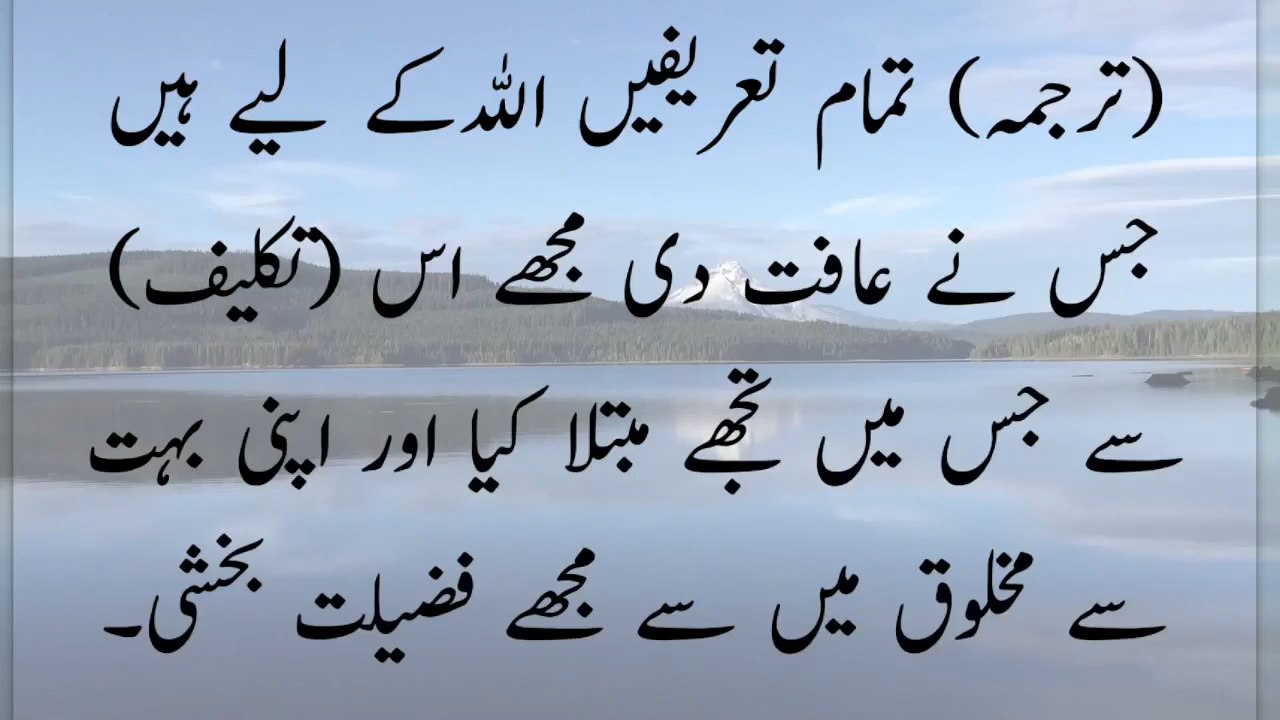 (ترجمہ) تمام تعریفیں اللہ کے لیے ہیں
جس نے عافت دی مجھے اس (تکلیف)
سے جس میں تجھے مبتلا کیا اور اپنی بہت
سے مخلوق میں سے مجھے فضیلت بخشی۔